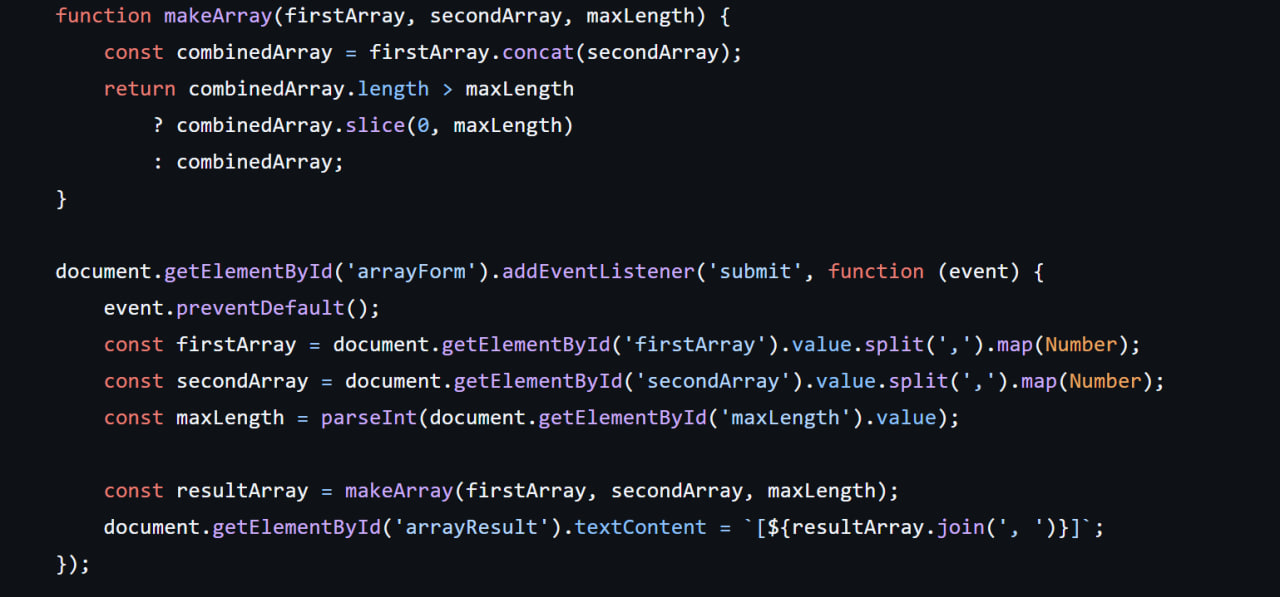 function makeArray(firstArray, secondArray, maxLength) {
    const combinedArray = firstArray.concat(secondArray);
    return combinedArray.length > maxLength
        ? combinedArray.slice(0, maxLength)
        : combinedArray;
}

document.getElementById('arrayForm').addEventListener('submit', function (event) {
    event.preventDefault();
    const firstArray = document.getElementById('firstArray').value.split(',').map(Number);
    const secondArray = document.getElementById('secondArray').value.split(',').map(Number);
    const maxLength = parseInt(document.getElementById('maxLength').value);

    const resultArray = makeArray(firstArray, secondArray, maxLength);
    document.getElementById('arrayResult').textContent = `[${resultArray.join(', ')}]`;
});